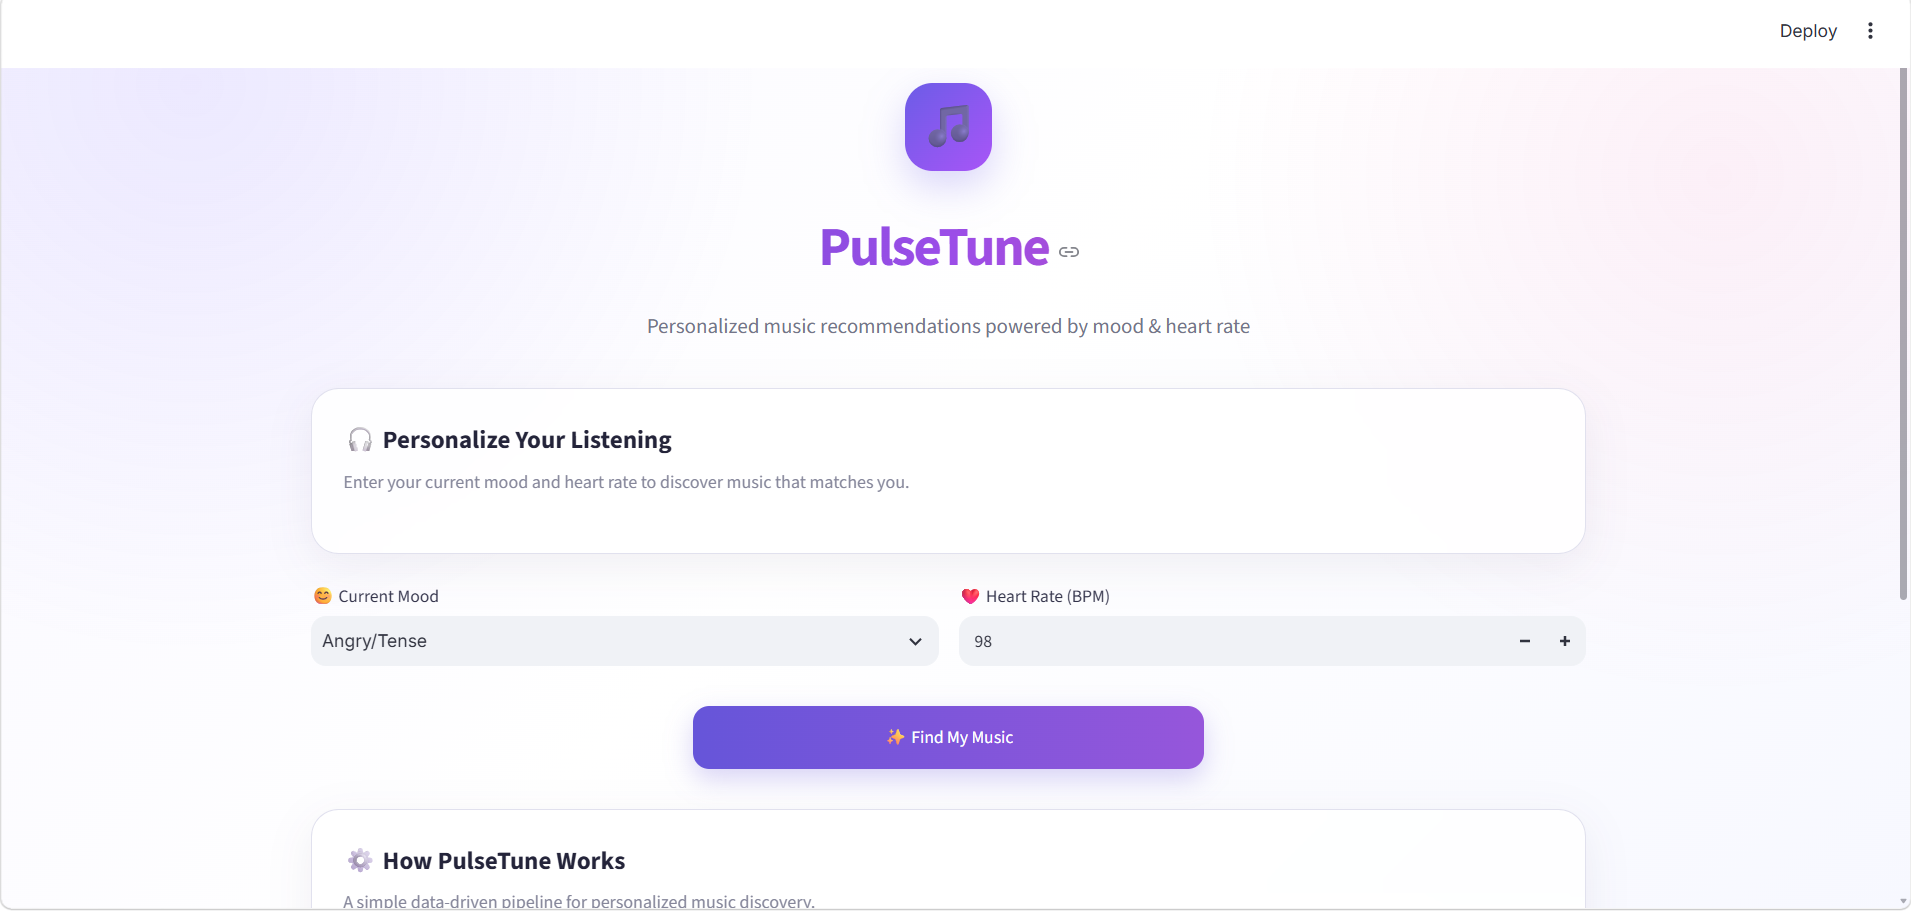 Deploy
PulseTune
Personalized music recommendations powered by mood & heart rate
Personalize Your Listening
Enter your current mood and heart rate to discover music that matches you.
Current Mood
Heart Rate (BPM)
Angry/Tense
98
Find My Music
How PulseTune Works
A simple data-driven pipeline for personalized music discovery.